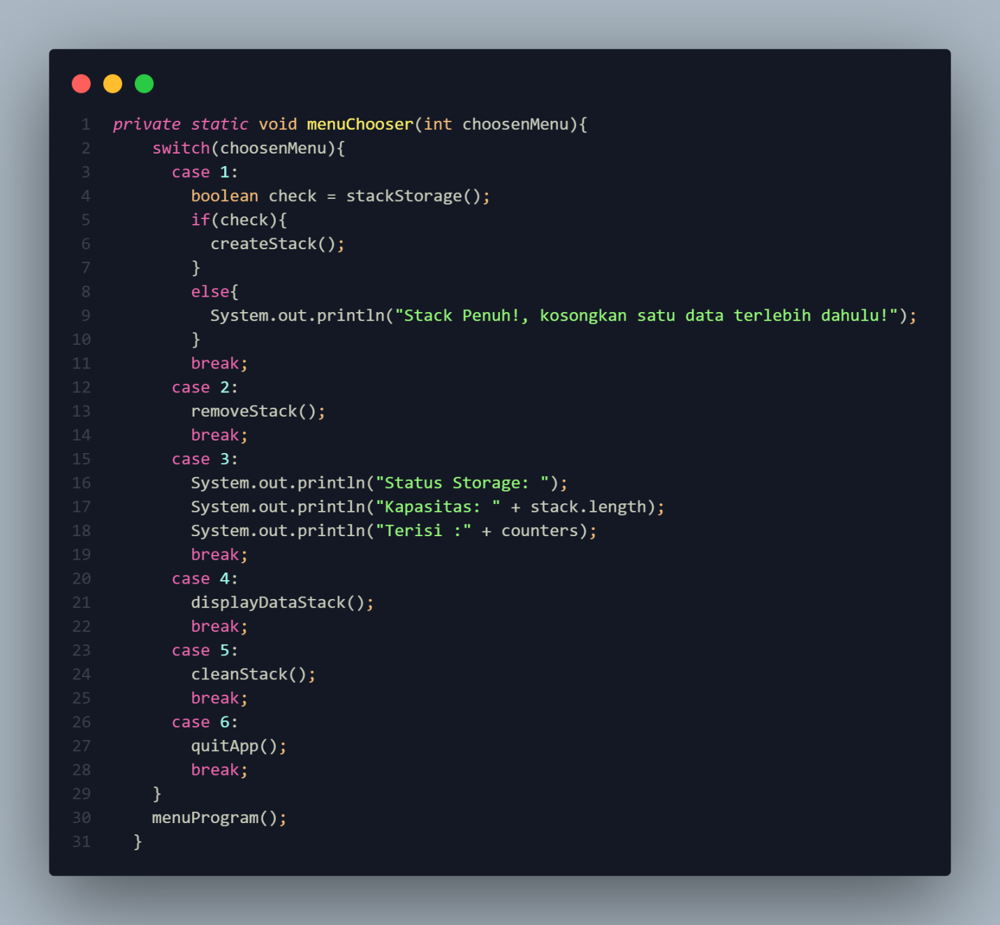 1 private static void menuChooser(int choosenMenu){
2 switch(choosenMenu){
3 case 1:
4 boolean check = stackStorage();
5 if(check){
6 createStack();
7 }
8 else{
9 System.out.println("Stack Penuh!, kosongkan satu data terlebih dahulu!");
10 }
11 break;
12 case 2:
13 removeStack();
14 break;
15 case 3:
16 System.out.println("Status Storage: ");
17 System.out.println("Kapasitas: " + stack.length);
18 System.out.println("Terisi :" + counters);
19 break;
20 case 4:
21 displayDataStack();
22 break;
23 case 5:
24 cleanStack();
25 break;
26 case 6:
27 quitApp();
28 break;
29 }
30 menuProgram();
31 }